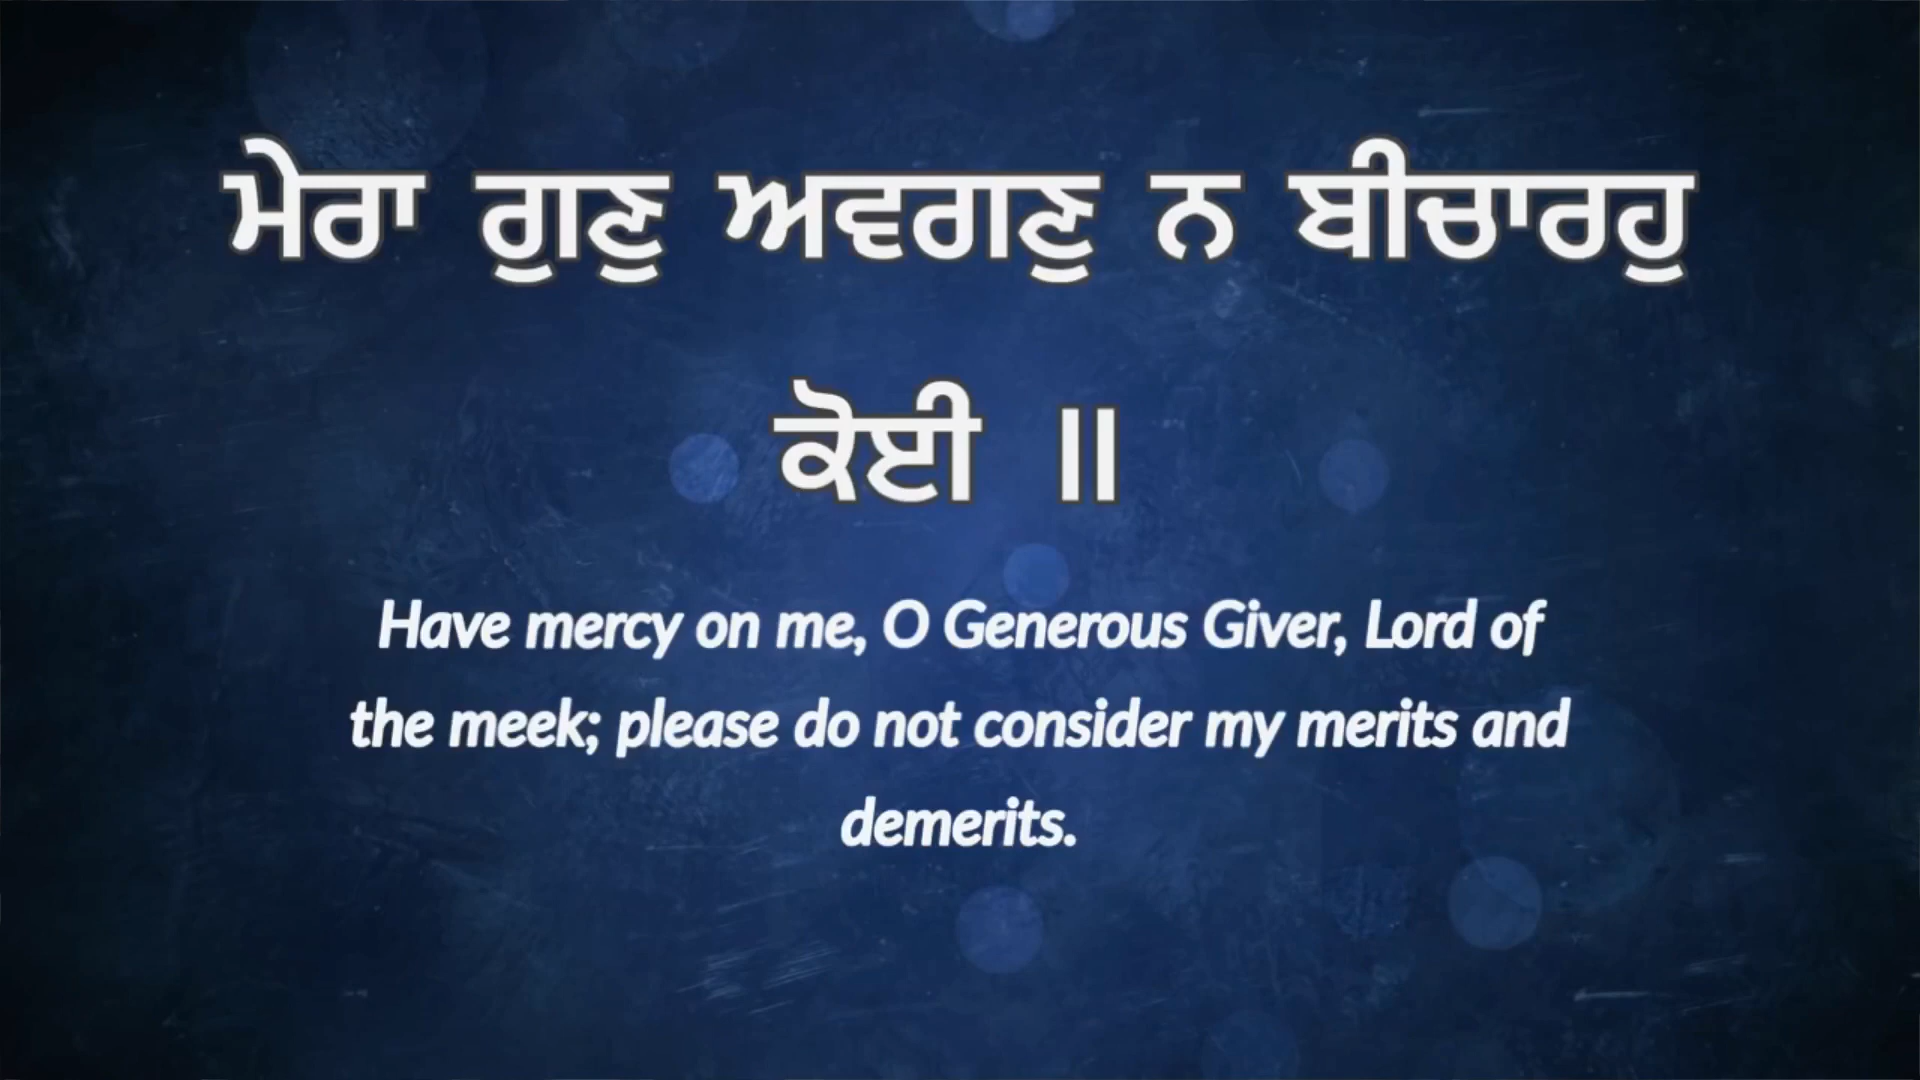 ਮੇਰਾ ਗੁਣੁ ਅਵਗਣੁ ਨ ਬੀਚਾਰਹੁ
ਕੋਈ ॥
Have mercy on me, O Generous Giver, Lord of
the meek; please do not consider my merits and
demerits.